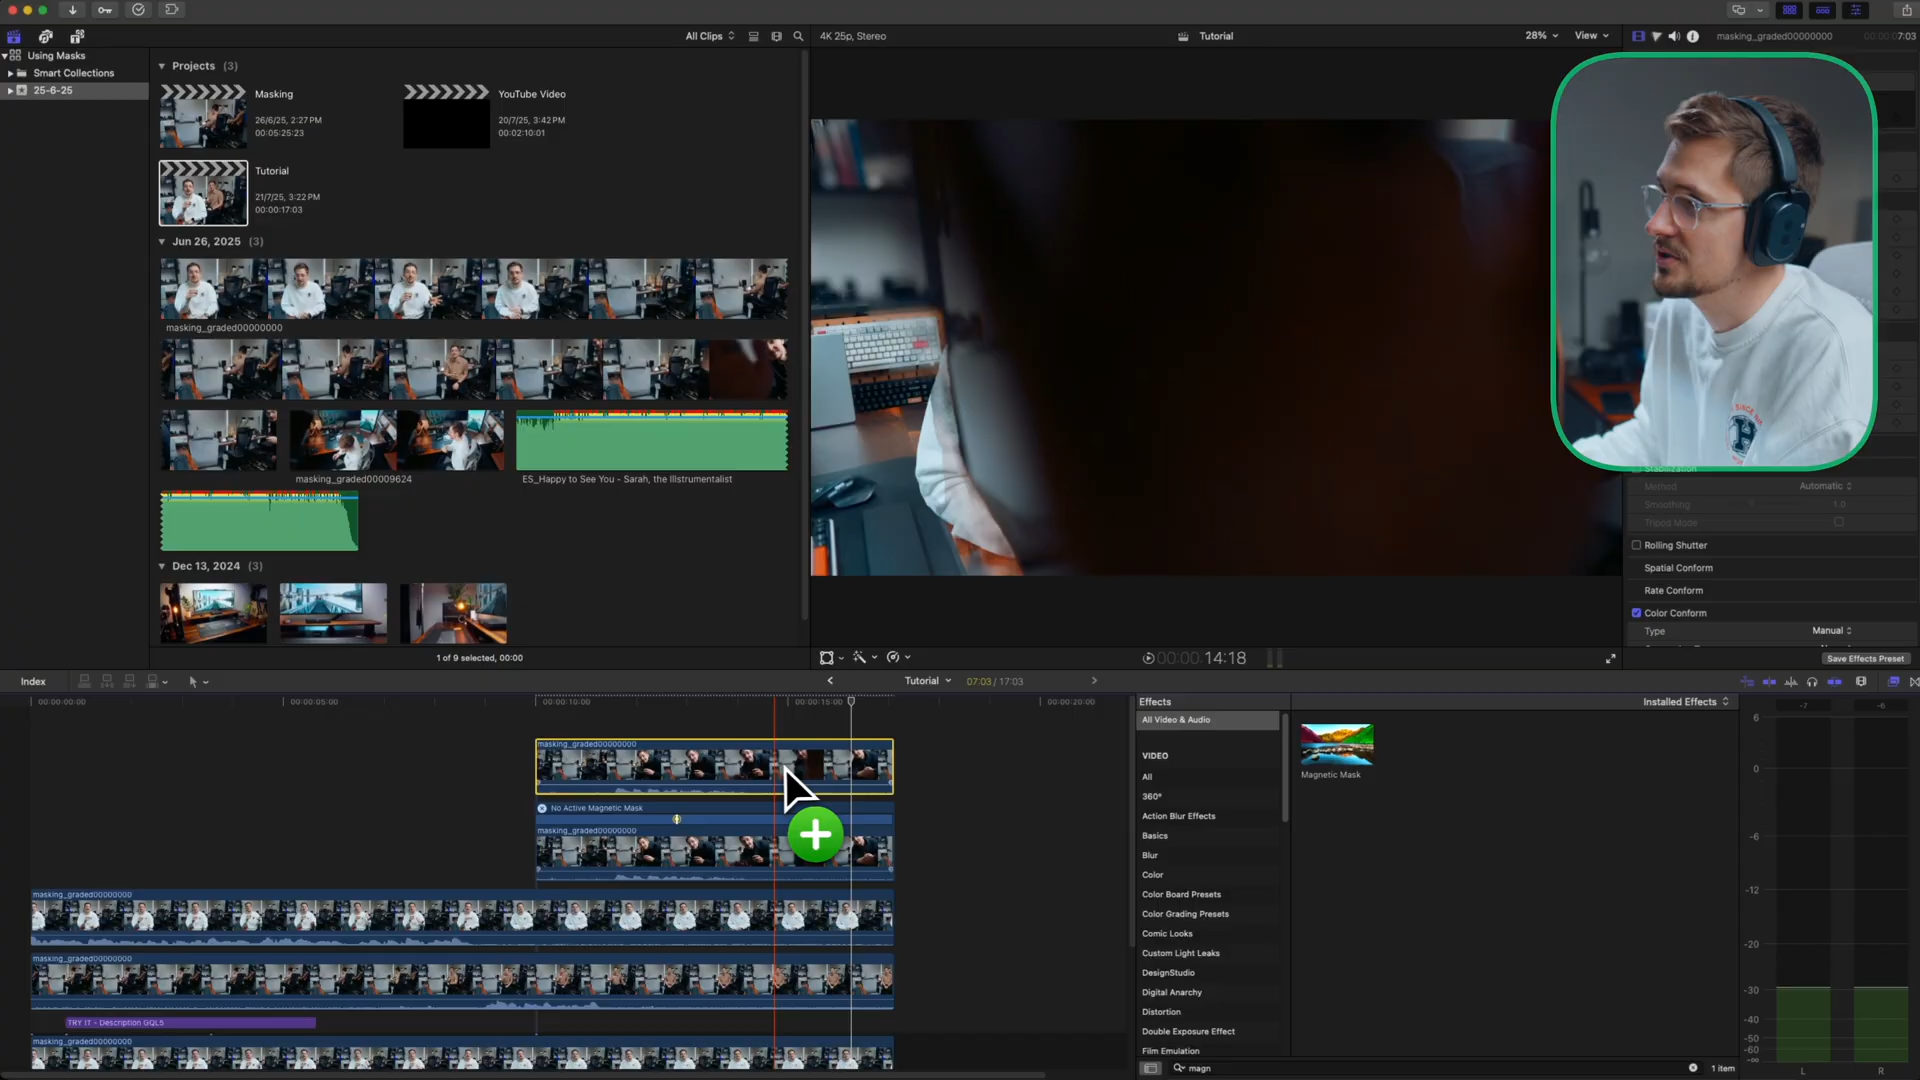 All Clips
4K 25p, Stereo
Tutorial
28%
View
masking_graded00000000
7:03
Using Masks
Smart Collections
25-6-25
Projects (3)
Masking
26/6/25, 2:27 PM
00:05:25:23
YouTube Video
20/7/25, 3:42 PM
00:02:10:01
Tutorial
21/7/25, 3:22 PM
00:00:17:03
Jun 26, 2025 (3)
masking_graded00000000
masking_graded00009624
ES_Happy to See You - Sarah, the Illstrumentalist
Dec 13, 2024 (3)
1 of 9 selected, 00:00
SINCE
H
Stabilization
Method
Automatic
Smoothing
1.0
Tripod Mode
Rolling Shutter
Spatial Conform
Rate Conform
Color Conform
Type
Manual
Save Effects Preset
00:00:14:18
Index
Tutorial
07:03 / 17:03
00:00:00:00
00:00:05:00
00:00:10:00
00:00:15:00
00:00:20:00
masking_graded00000000
No Active Magnetic Mask
masking_graded00000000
masking_graded00000000
masking_graded00000000
TRY IT - Description GQL5
masking_graded00000000
Effects
Installed Effects
All Video & Audio
VIDEO
All
360°
Action Blur Effects
Basics
Blur
Color
Color Board Presets
Color Grading Presets
Comic Looks
Custom Light Leaks
DesignStudio
Digital Anarchy
Distortion
Double Exposure Effect
Film Emulation
Magnetic Mask
magn
1 item
-7
-6
6
0
-6
-12
-20
-30
-40
-50
-60
-∞
L
R